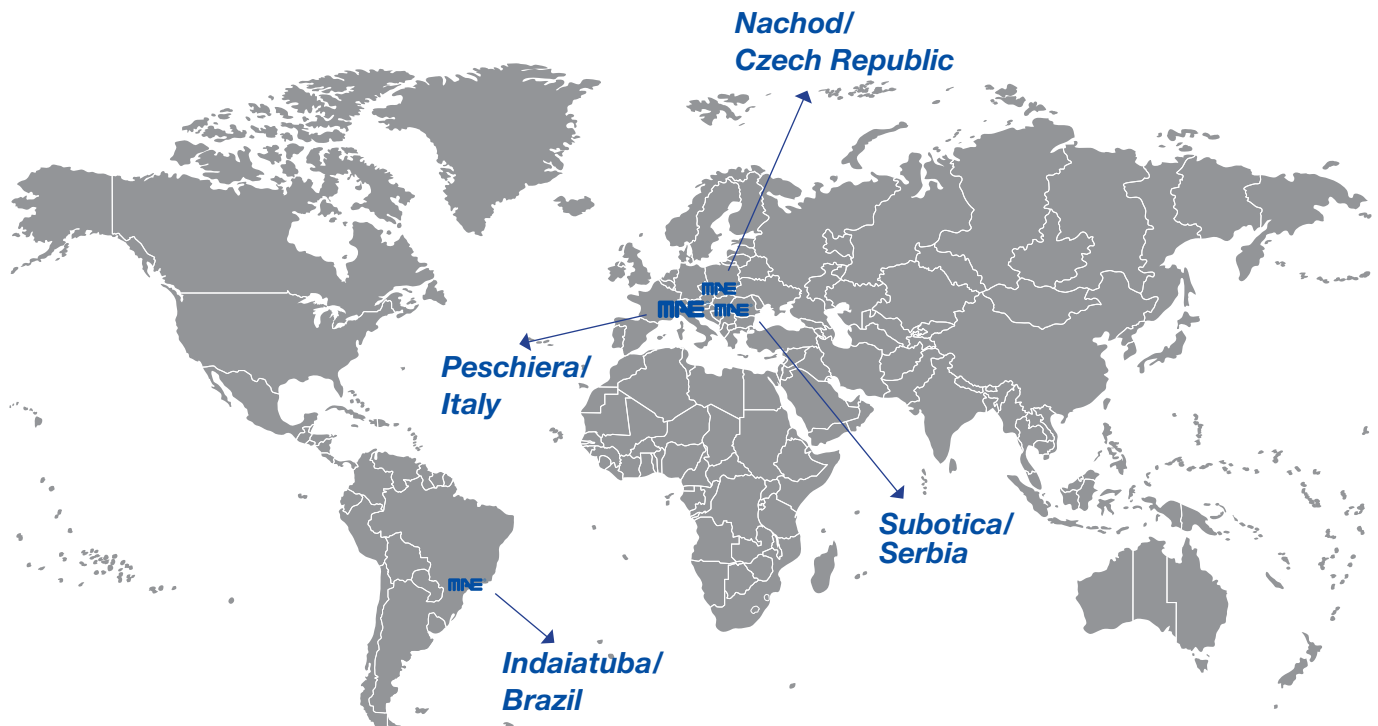 Nachod/
Czech Republic
MAE
MAE
MAE
Peschiera/
Italy
Subotica/
Serbia
MAE
Indaiatuba/
Brazil